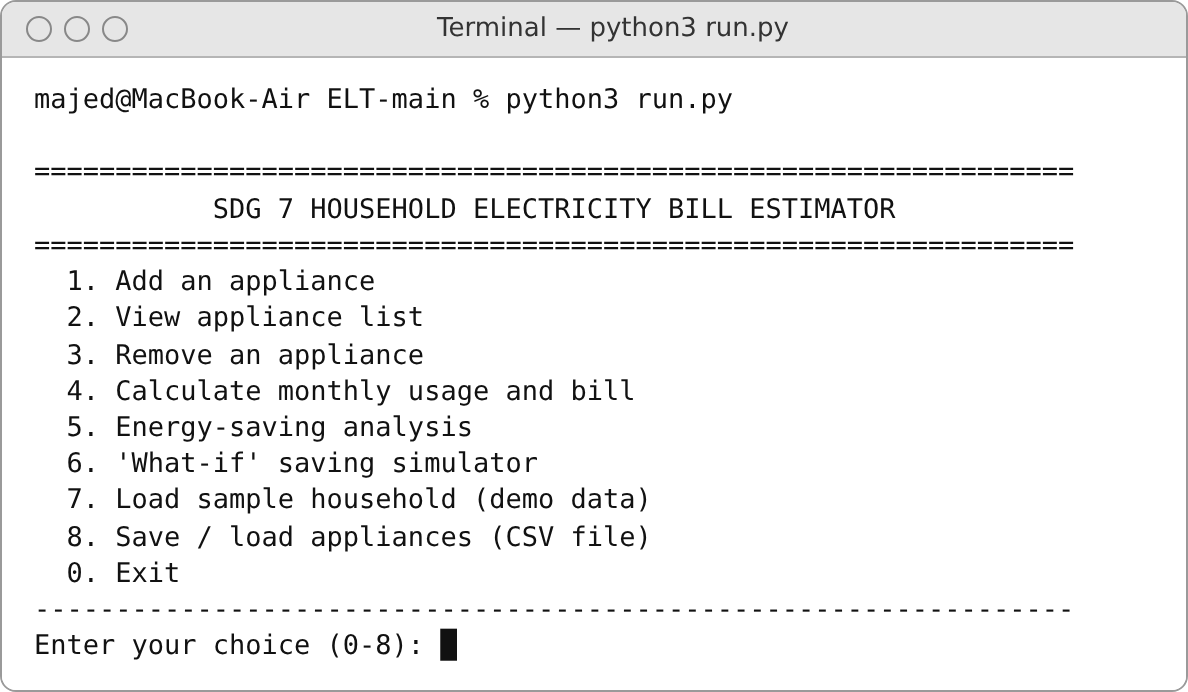 Terminal — python3 run.py
majed@MacBook-Air ELT-main % python3 run.py
================================================================
           SDG 7 HOUSEHOLD ELECTRICITY BILL ESTIMATOR
================================================================
  1. Add an appliance
  2. View appliance list
  3. Remove an appliance
  4. Calculate monthly usage and bill
  5. Energy-saving analysis
  6. 'What-if' saving simulator
  7. Load sample household (demo data)
  8. Save / load appliances (CSV file)
  0. Exit
----------------------------------------------------------------
Enter your choice (0-8):